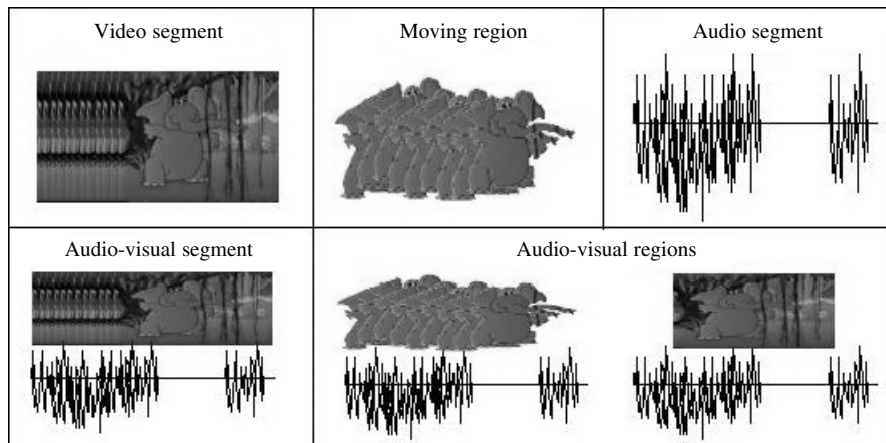 Video segment
Moving region
Audio segment
Audio-visual segment
Audio-visual regions